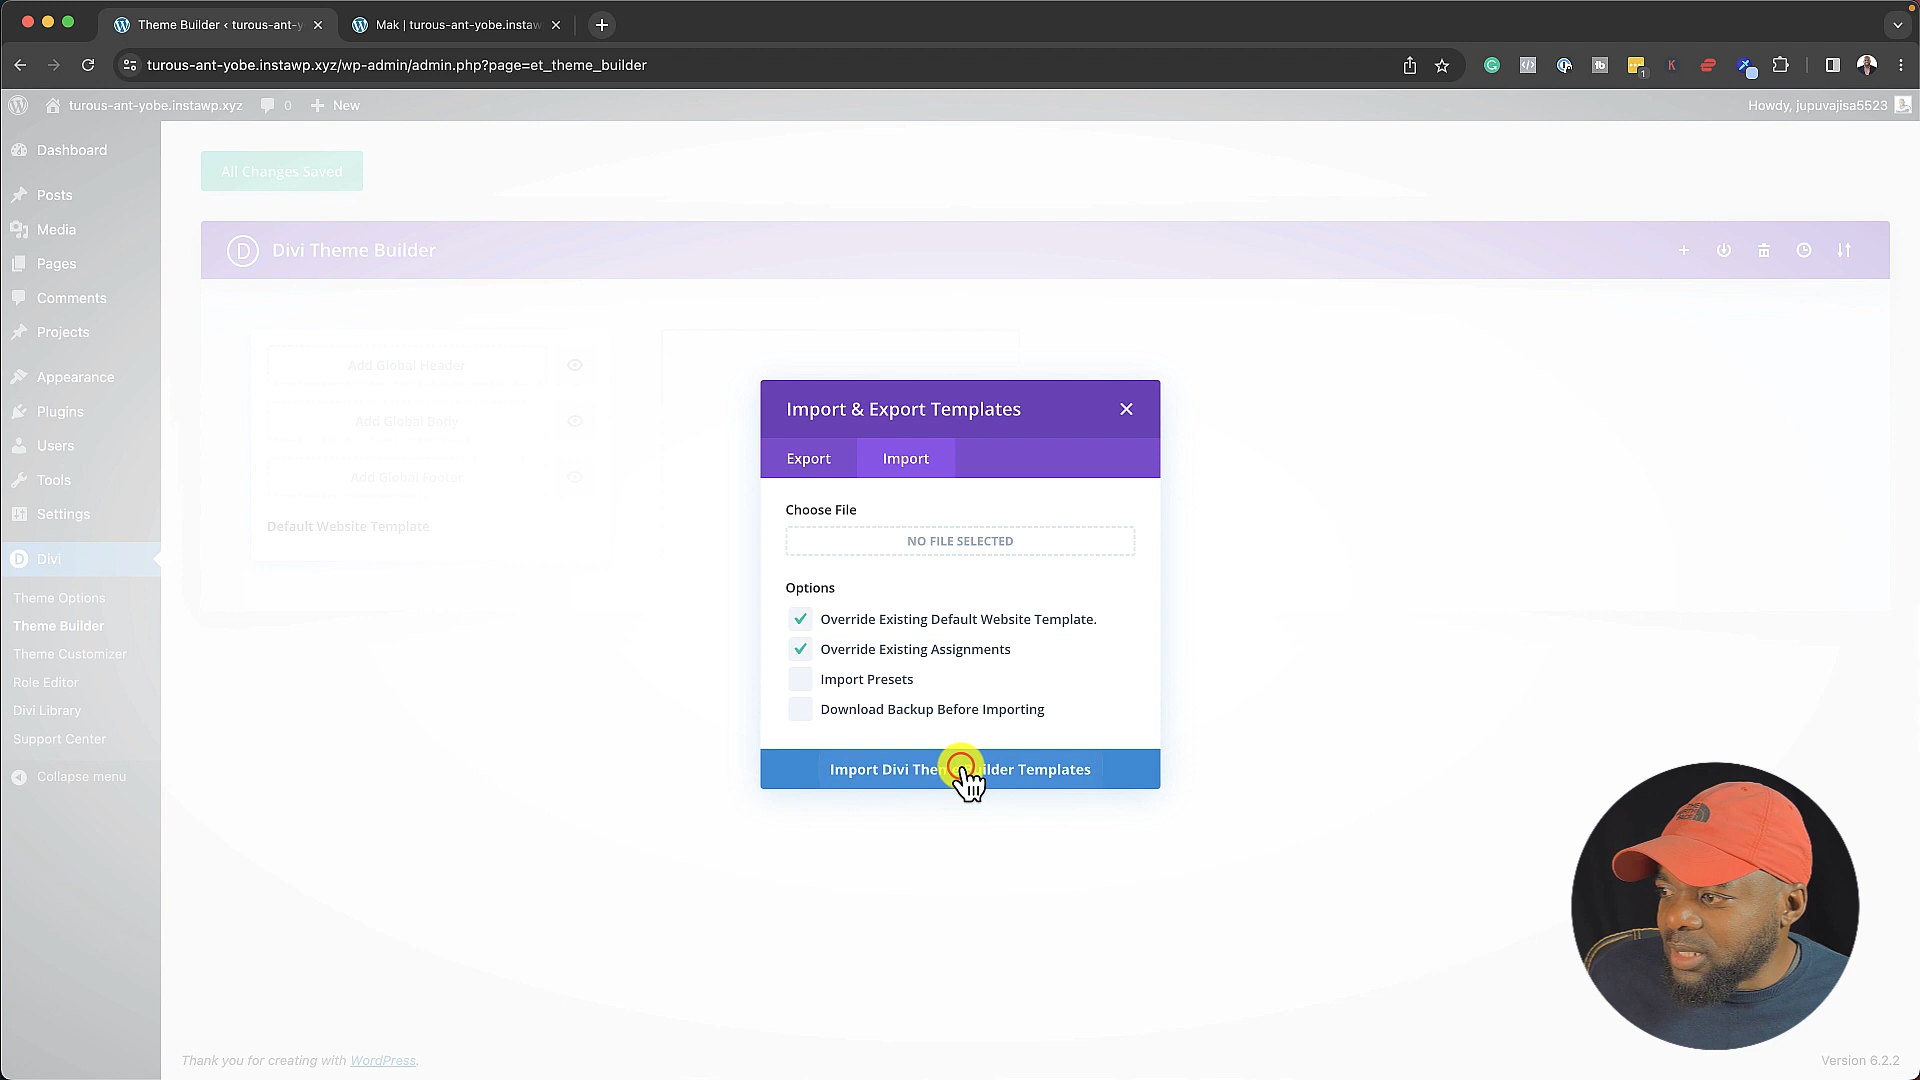 Theme Builder ‹ turous-ant-y
Mak | turous-ant-yobe.instaw
turous-ant-yobe.instawp.xyz/wp-admin/admin.php?page=et_theme_builder
turous-ant-yobe.instawp.xyz
0
New
Howdy, jupuvajisa5523
Dashboard
Posts
Media
Pages
Comments
Projects
Appearance
Plugins
Users
Tools
Settings
Divi
Theme Options
Theme Builder
Theme Customizer
Role Editor
Divi Library
Support Center
Collapse menu
All Changes Saved
D Divi Theme Builder
Add Global Header
Add Global Body
Add Global Footer
Default Website Template
Import & Export Templates
Export
Import
Choose File
NO FILE SELECTED
Options
Override Existing Default Website Template.
Override Existing Assignments
Import Presets
Download Backup Before Importing
Import Divi Theme Builder Templates
Thank you for creating with WordPress.
Version 6.2.2